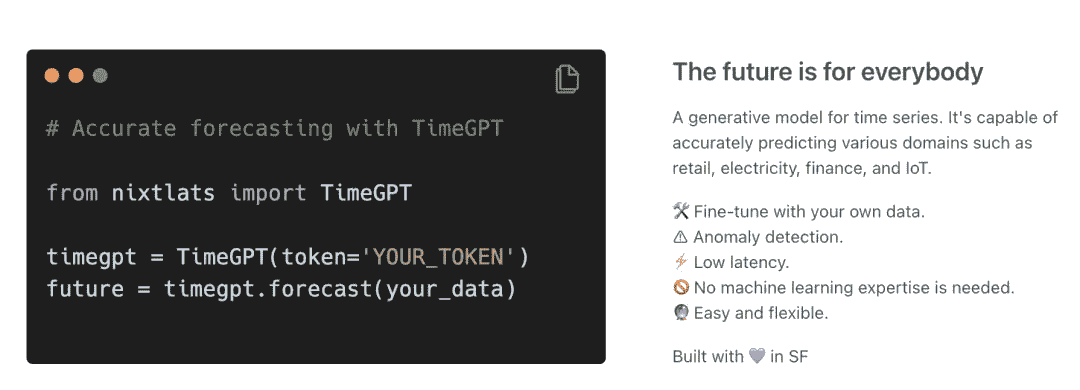 # Accurate forecasting with TimeGPT
from nixtlats import TimeGPT
timegpt = TimeGPT(token='YOUR_TOKEN')
future = timegpt.forecast(your_data)
The future is for everybody
A generative model for time series. It's capable of
accurately predicting various domains such as
retail, electricity, finance, and IoT.
🛠 Fine-tune with your own data.
⚠ Anomaly detection.
⚡ Low latency.
🚫 No machine learning expertise is needed.
🔮 Easy and flexible.
Built with 💜 in SF